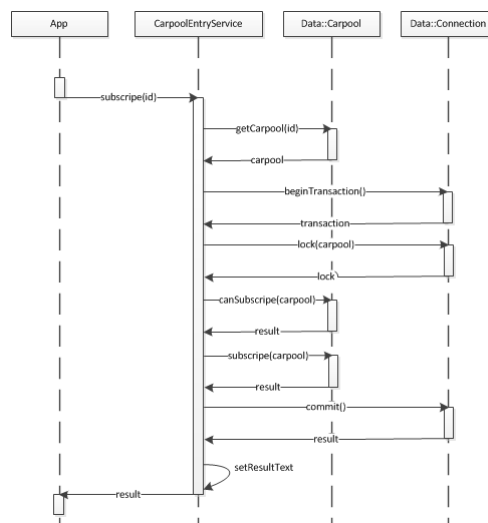 App
CarpoolEntryService
Data::Carpool
Data::Connection
subscripe(id)
getCarpool(id)
carpool
beginTransaction()
transaction
lock(carpool)
lock`)
canSubscripe(carpool)
result
subscripe(carpool)
result
commit()
result
setResultText
result